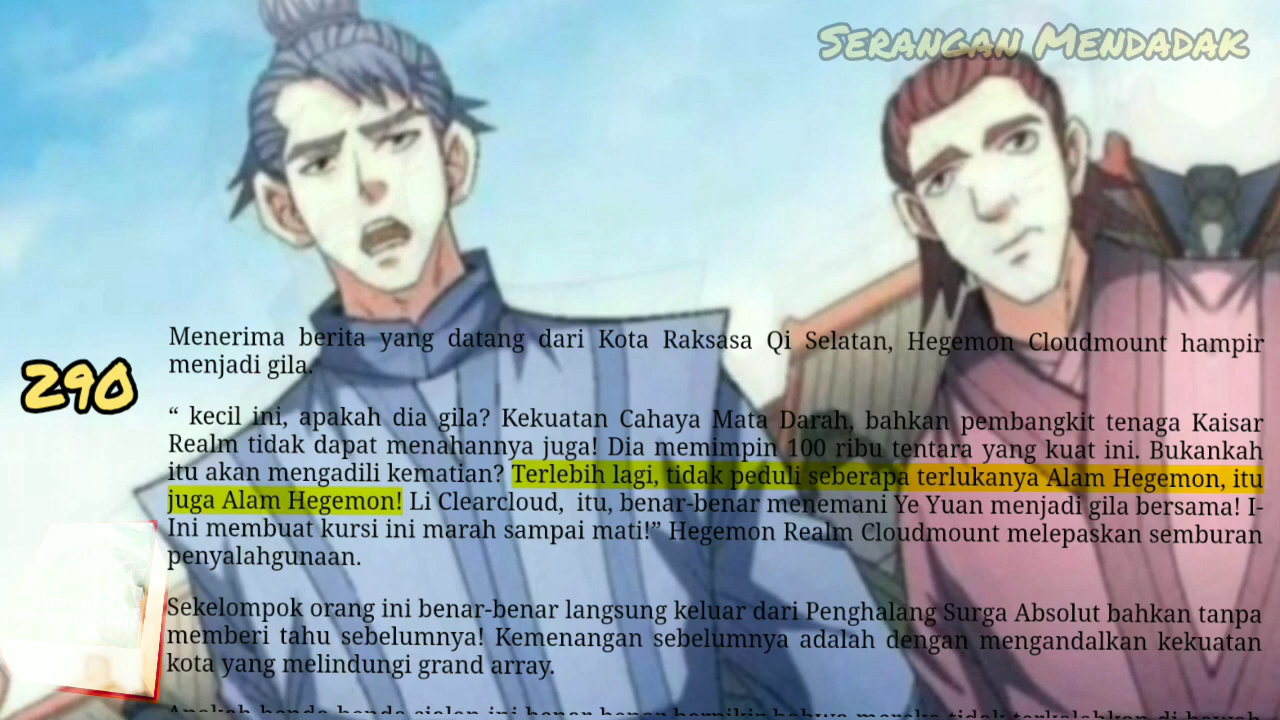 Serangan Mendadak
290
Menerima berita yang datang dari Kota Raksasa Qi Selatan, Hegemon Cloudmount hampir
menjadi gila.
“ kecil ini, apakah dia gila? Kekuatan Cahaya Mata Darah, bahkan pembangkit tenaga Kaisar
Realm tidak dapat menahannya juga! Dia memimpin 100 ribu tentara yang kuat ini. Bukankah
itu akan mengadili kematian? Terlebih lagi, tidak peduli seberapa terlukanya Alam Hegemon, itu
juga Alam Hegemon! Li Clearcloud, itu, benar-benar menemani Ye Yuan menjadi gila bersama! I-
Ini membuat kursi ini marah sampai mati!” Hegemon Realm Cloudmount melepaskan semburan
penyalahgunaan.
Sekelompok orang ini benar-benar langsung keluar dari Penghalang Surga Absolut bahkan tanpa
memberi tahu sebelumnya! Kemenangan sebelumnya adalah dengan mengandalkan kekuatan
kota yang melindungi grand array.